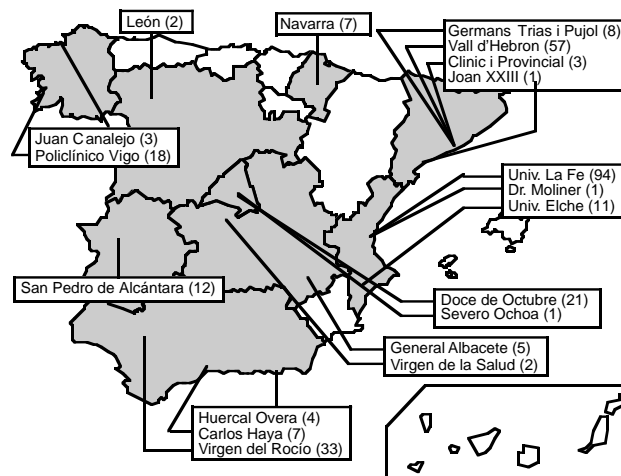 León (2)
Navarra (7)
Germans Trias i Pujol (8)
Vall d'Hebron (57)
Clinic i Provincial (3)
Joan XXIII (1)
Juan Canalejo (3)
Policlínico Vigo (18)
Univ. La Fe (94)
Dr. Moliner (1)
Univ. Elche (11)
San Pedro de Alcántara (12)
Doce de Octubre (21)
Severo Ochoa (1)
General Albacete (5)
Virgen de la Salud (2)
Huercal Overa (4)
Carlos Haya (7)
Virgen del Rocío (33)